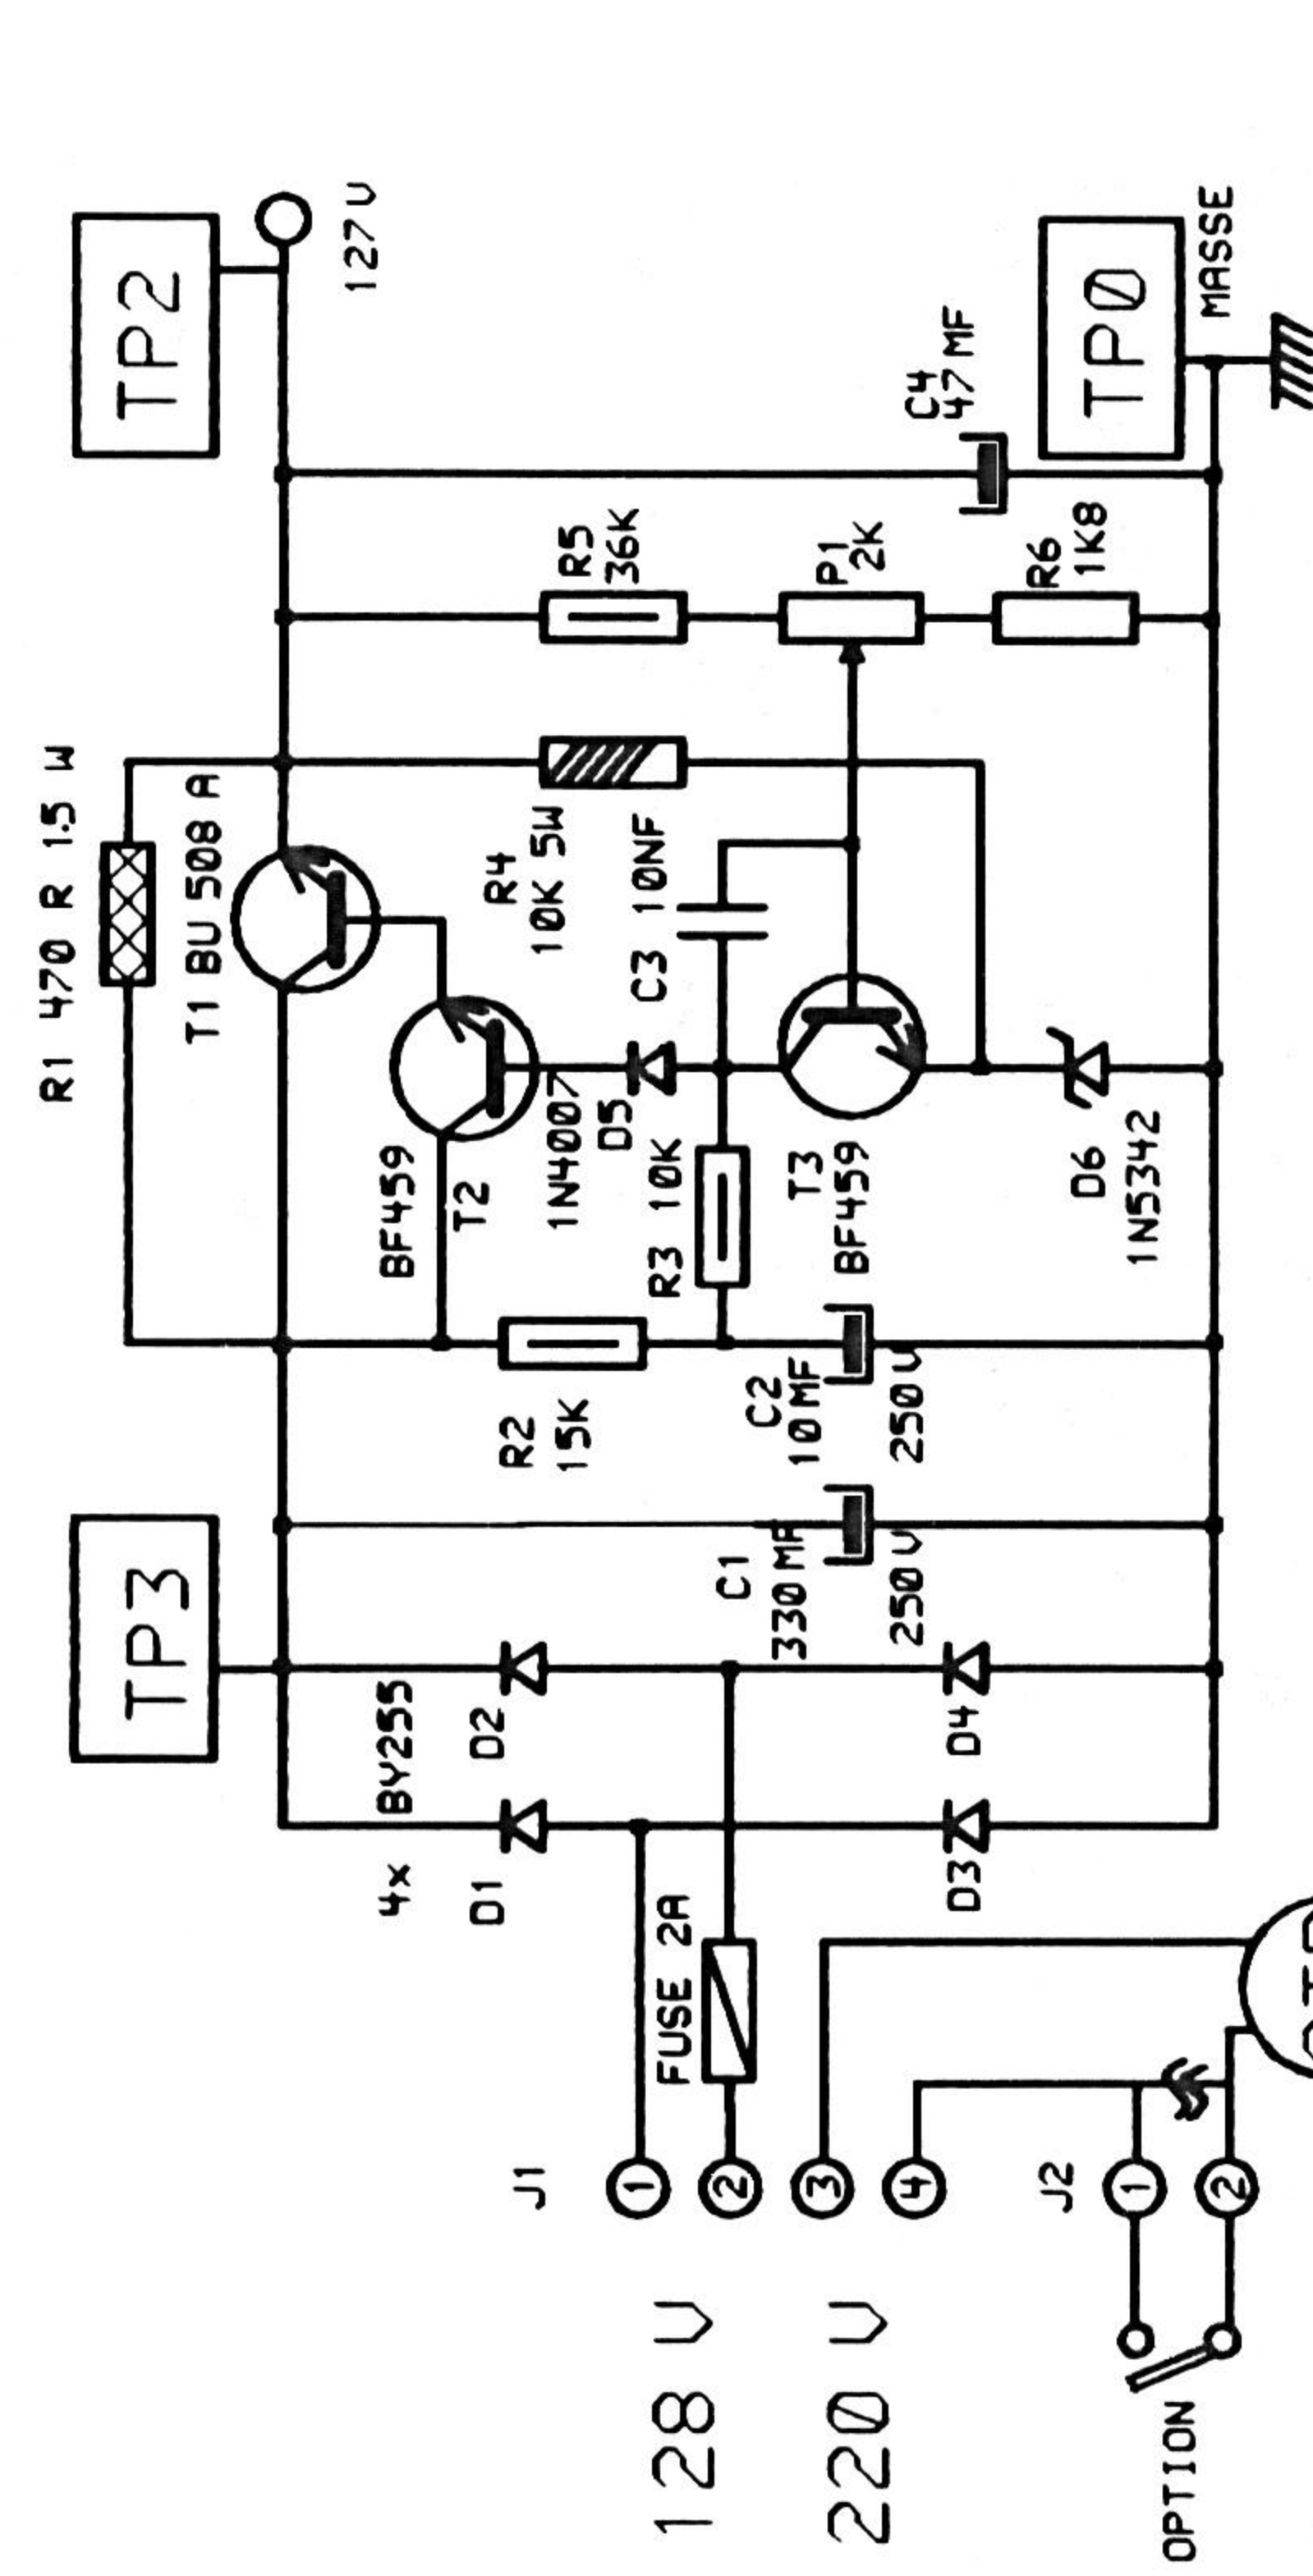 TP3
TP2
R1 470 R 1.5 W
T1 BU 508 A
127 V
4x BY255
D1
D2
BF459
T2
R2
15K
1N4007
D5
R4
10K 5W
R3 10K
C3 10NF
R5
36K
P1
2K
T3
BF459
C1
330 MF
250 V
C2
10 MF
250 V
C4
47 MF
R6
1K8
D3
D4
D6
1N5342
TP0
MASSE
J1
FUSE 2A
128 V
220 V
1
2
3
4
J2
1
2
OPTION